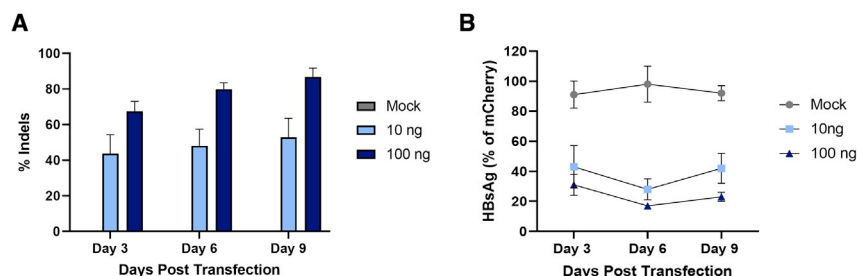 A
% Indels
100
80
60
40
20
0
Day 3
Day 6
Day 9
Days Post Transfection
Mock
10 ng
100 ng
B
HBsAg (% of mCherry)
120
100
80
60
40
20
0
Day 3
Day 6
Day 9
Days Post Transfection
Mock
10ng
100 ng